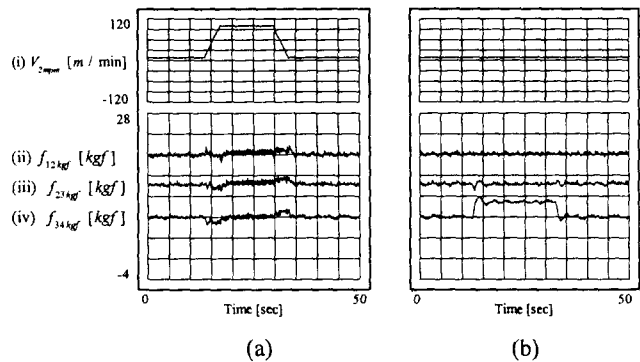 120
(i) V2mpm [m / min]
-120
28
(ii) f12kgf [kgf]
(iii) f23kgf [kgf]
(iv) f34kgf [kgf]
-4
0 50 0 50
Time [sec] Time [sec]
(a) (b)